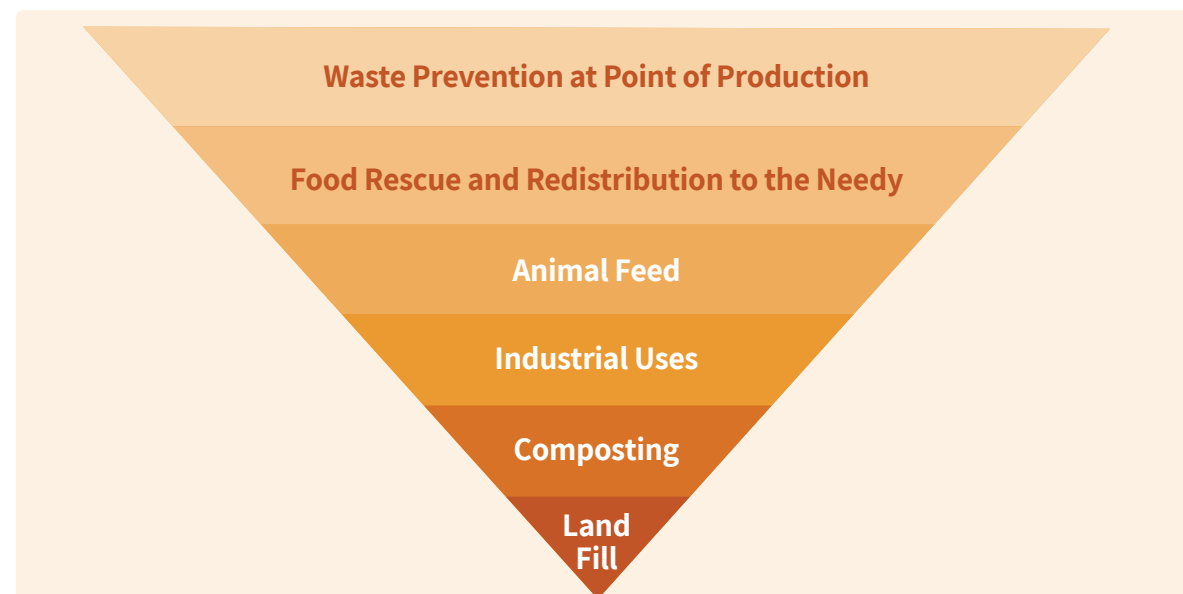 Waste Prevention at Point of Production
Food Rescue and Redistribution to the Needy
Animal Feed
Industrial Uses
Composting
Land
Fill